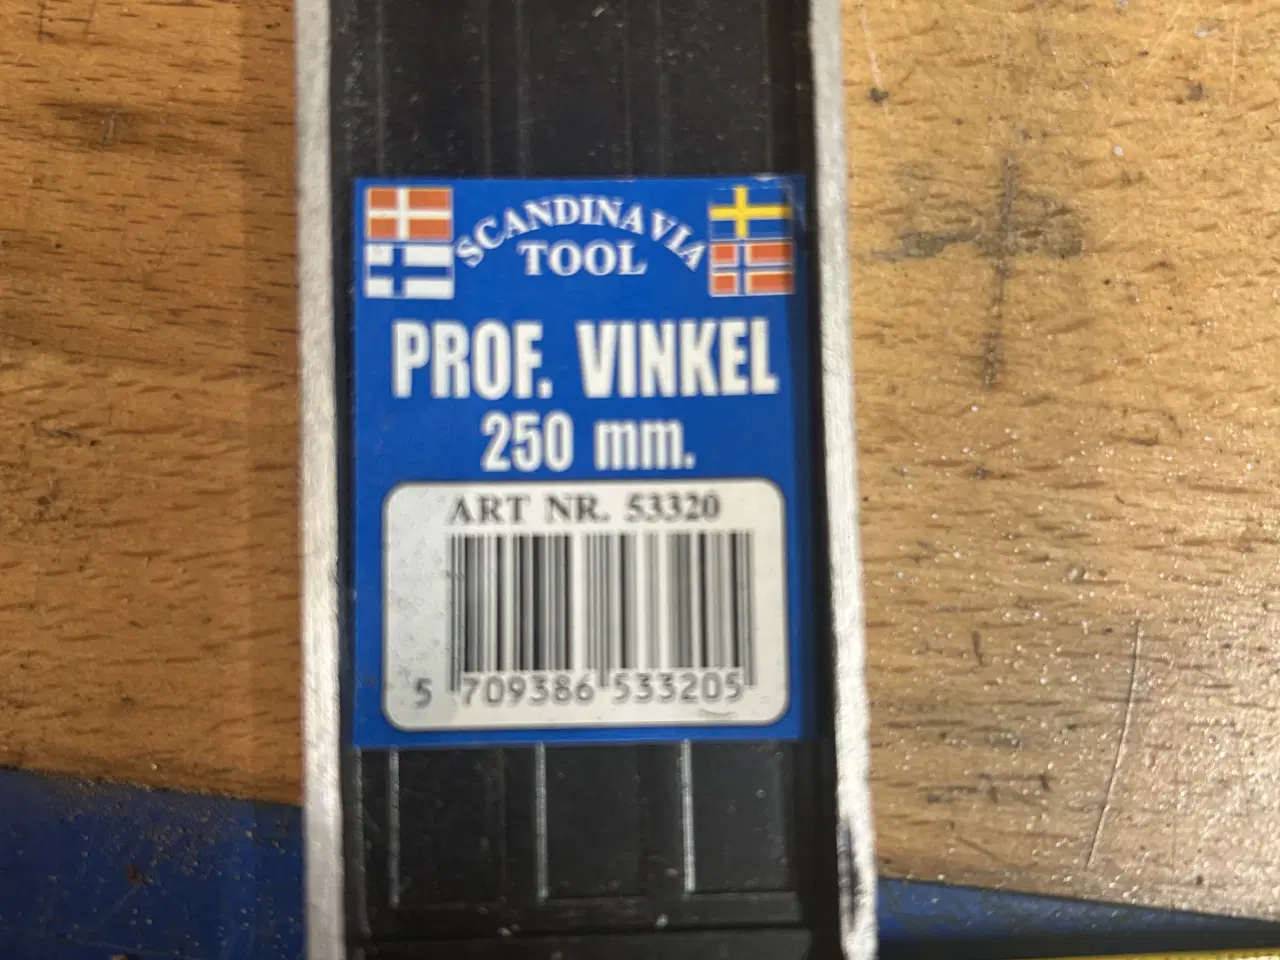 SCANDINAVIA
TOOL
PROF. VINKEL
250 mm.
ART NR. 53320
5 709386 533205